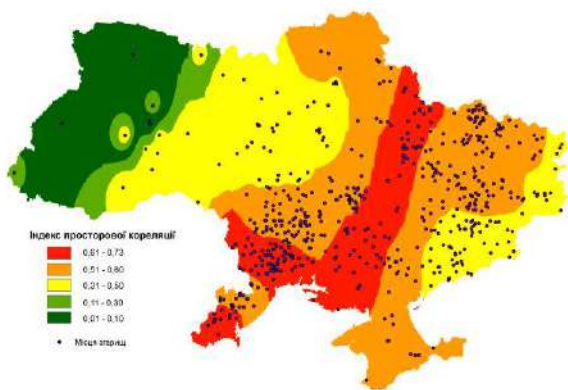 Індекс просторової кореляції
0,61 - 0,73
0,51 - 0,60
0,31 - 0,50
0,11 - 0,30
0,01 - 0,10
Місця згарищ